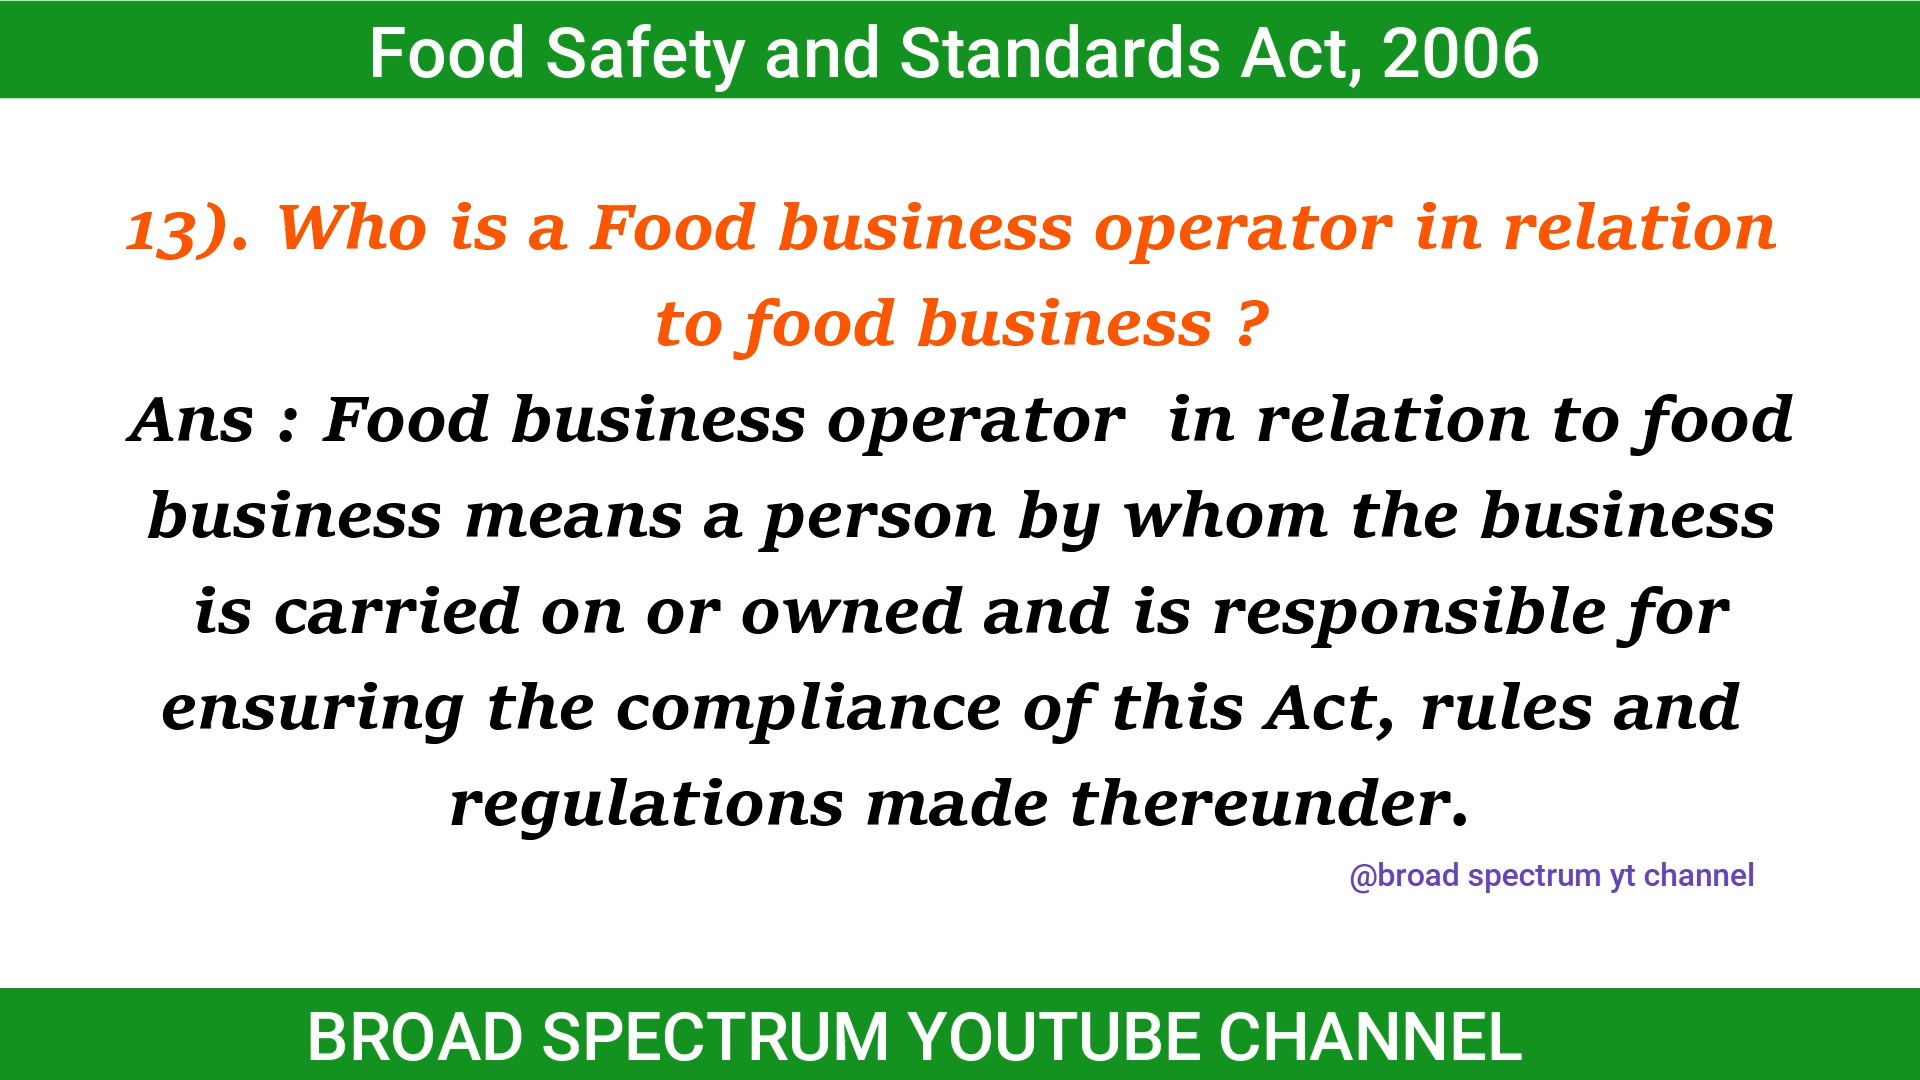 Food Safety and Standards Act, 2006
13). Who is a Food business operator in relation
to food business ?
Ans : Food business operator  in relation to food
business means a person by whom the business
is carried on or owned and is responsible for
ensuring the compliance of this Act, rules and
regulations made thereunder.
@broad spectrum yt channel
BROAD SPECTRUM YOUTUBE CHANNEL